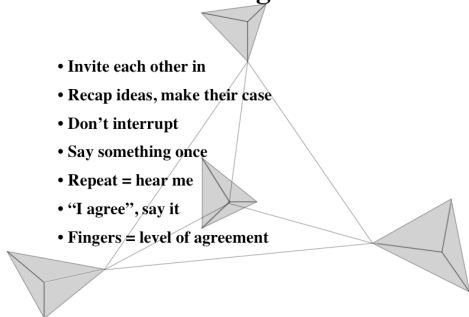 • Invite each other in
• Recap ideas, make their case
• Don’t interrupt
• Say something once
• Repeat = hear me
• “I agree”, say it
• Fingers = level of agreement